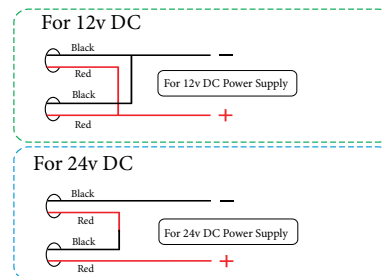 For 12v DC
Black
−
Red
For 12v DC Power Supply
Black
+
Red
For 24v DC
Black
−
Red
For 24v DC Power Supply
Black
+
Red